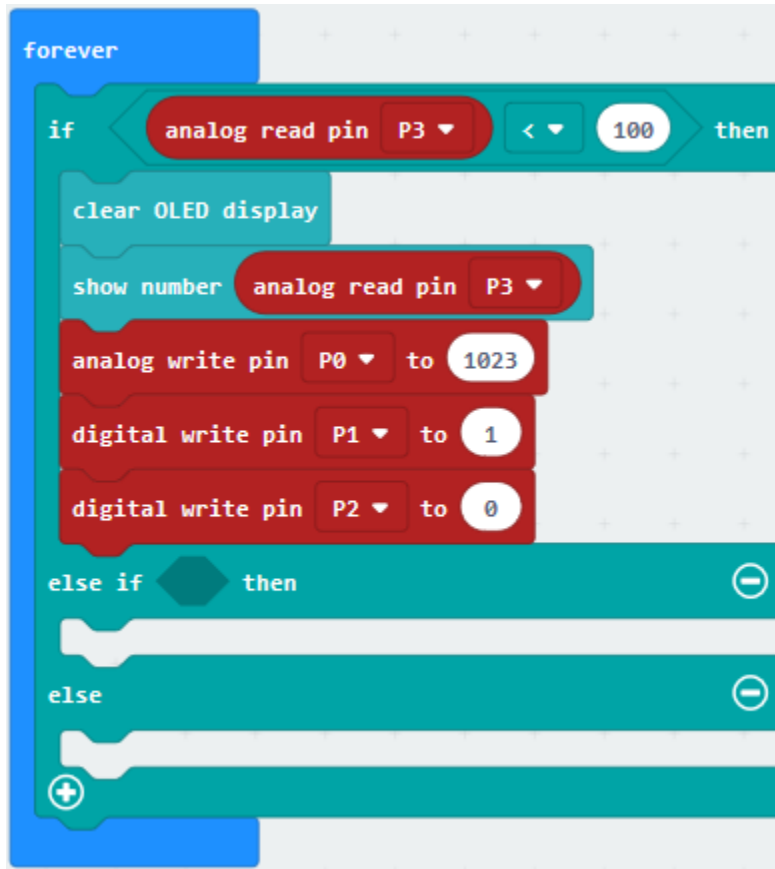 forever
if analog read pin P3 < 100 then
clear OLED display
show number analog read pin P3
analog write pin P0 to 1023
digital write pin P1 to 1
digital write pin P2 to 0
else if then
else